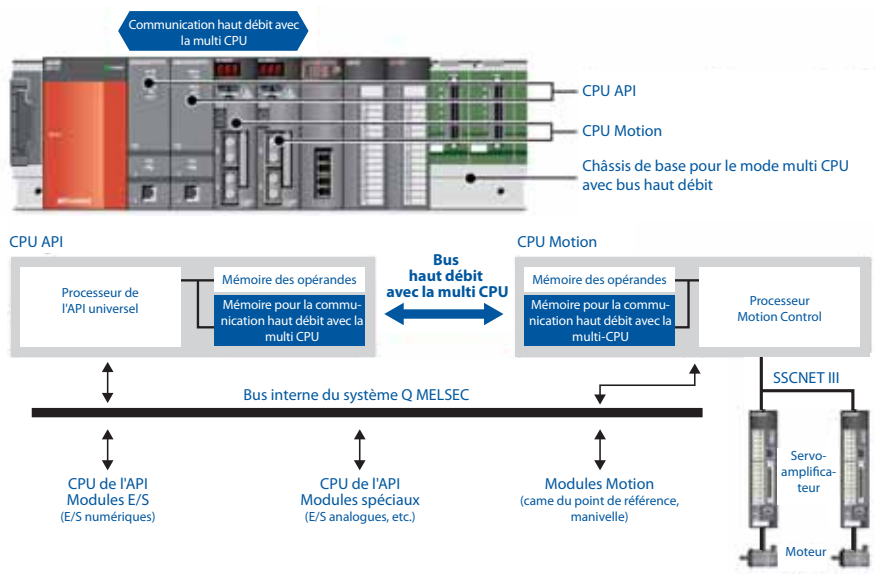 Communication haut débit avec
la multi CPU
CPU API
CPU Motion
Châssis de base pour le mode multi CPU
avec bus haut débit
CPU API
CPU Motion
Processeur de
l'API universel
Mémoire des opérandes
Mémoire pour la commu-
nication haut débit avec la
multi CPU
Bus
haut débit
avec la multi CPU
Mémoire des opérandes
Mémoire pour la commu-
nication haut débit avec la
multi-CPU
Processeur
Motion Control
SSCNET III
Bus interne du système Q MELSEC
CPU de l'API
Modules E/S
(E/S numériques)
CPU de l'API
Modules spéciaux
(E/S analogues, etc.)
Modules Motion
(came du point de référence,
manivelle)
Servo-
amplifica-
teur
Moteur